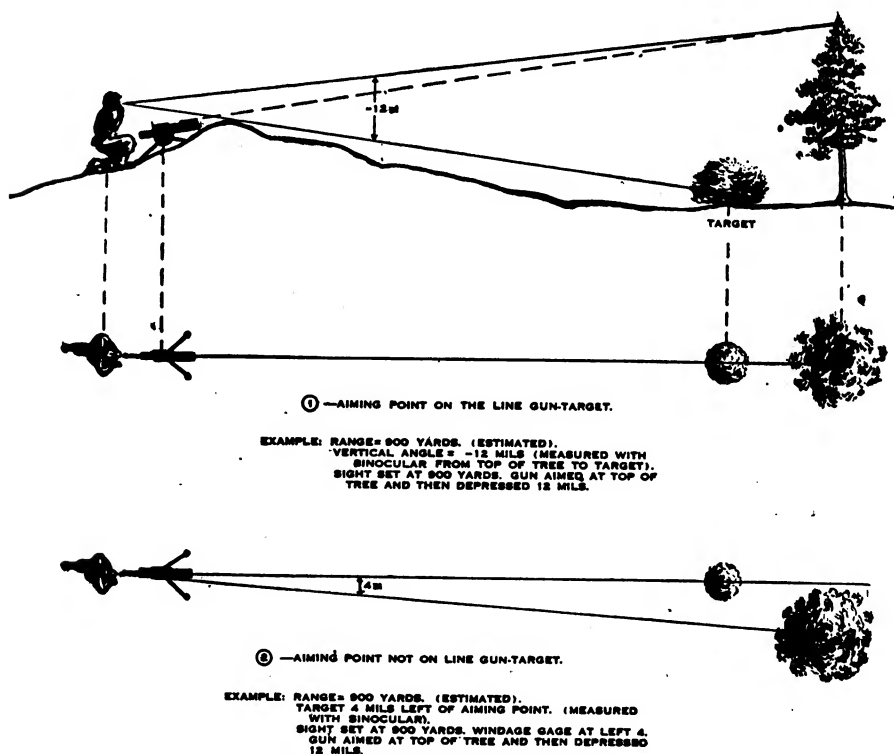 -12 ɱ
TARGET
① —AIMING POINT ON THE LINE GUN-TARGET.
EXAMPLE: RANGE= 900 YARDS. (ESTIMATED).
VERTICAL ANGLE= -12 MILS (MEASURED WITH
BINOCULAR FROM TOP OF TREE TO TARGET).
SIGHT SET AT 900 YARDS. GUN AIMED AT TOP OF
TREE AND THEN DEPRESSED 12 MILS.
4 ɱ
② —AIMING POINT NOT ON LINE GUN-TARGET.
EXAMPLE: RANGE= 900 YARDS. (ESTIMATED).
TARGET 4 MILS LEFT OF AIMING POINT. (MEASURED
WITH BINOCULAR).
SIGHT SET AT 900 YARDS. WINDAGE GAGE AT LEFT 4.
GUN AIMED AT TOP OF TREE AND THEN DEPRESSED
12 MILS.